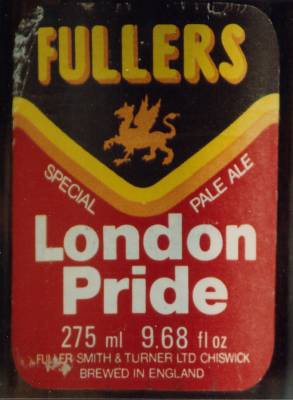 FULLERS
SPECIAL PALE ALE
London
Pride
275 ml 9.68 fl oz
FULLER SMITH & TURNER LTD CHISWICK
BREWED IN ENGLAND